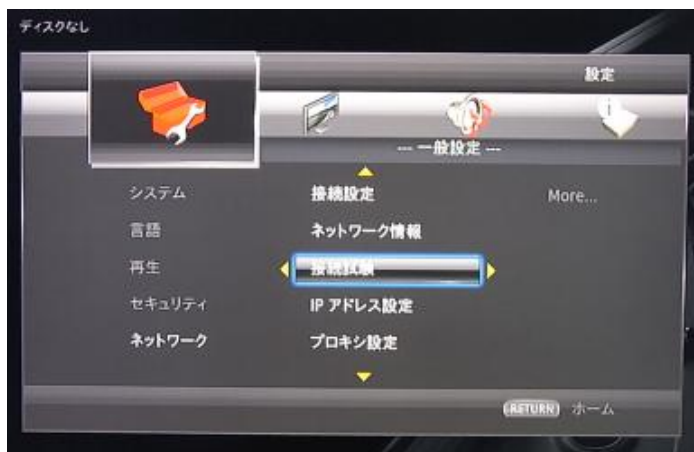 ディスクなし
設定
--- 一般設定 ---
システム 接続設定 More...
言語 ネットワーク情報
再生 接続試験
セキュリティ IP アドレス設定
ネットワーク プロキシ設定
RETURN ホーム